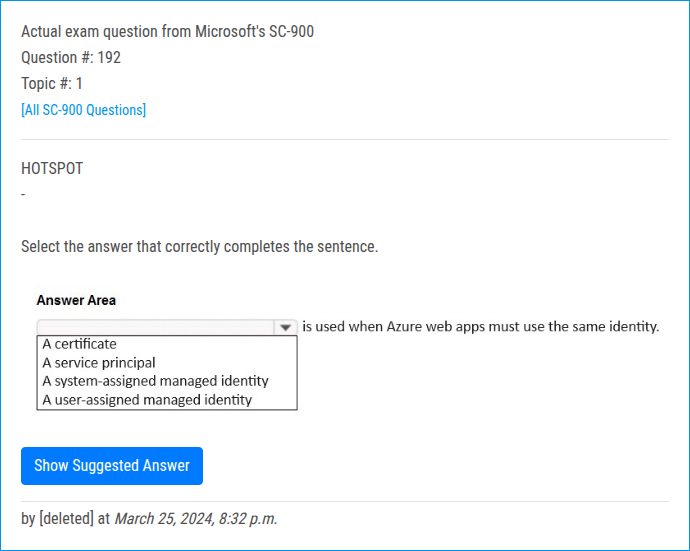 Actual exam question from Microsoft's SC-900
Question #: 192
Topic #: 1
[All SC-900 Questions]
HOTSPOT
-
Select the answer that correctly completes the sentence.
Answer Area
is used when Azure web apps must use the same identity.
A certificate
A service principal
A system-assigned managed identity
A user-assigned managed identity
Show Suggested Answer
by [deleted] at March 25, 2024, 8:32 p.m.